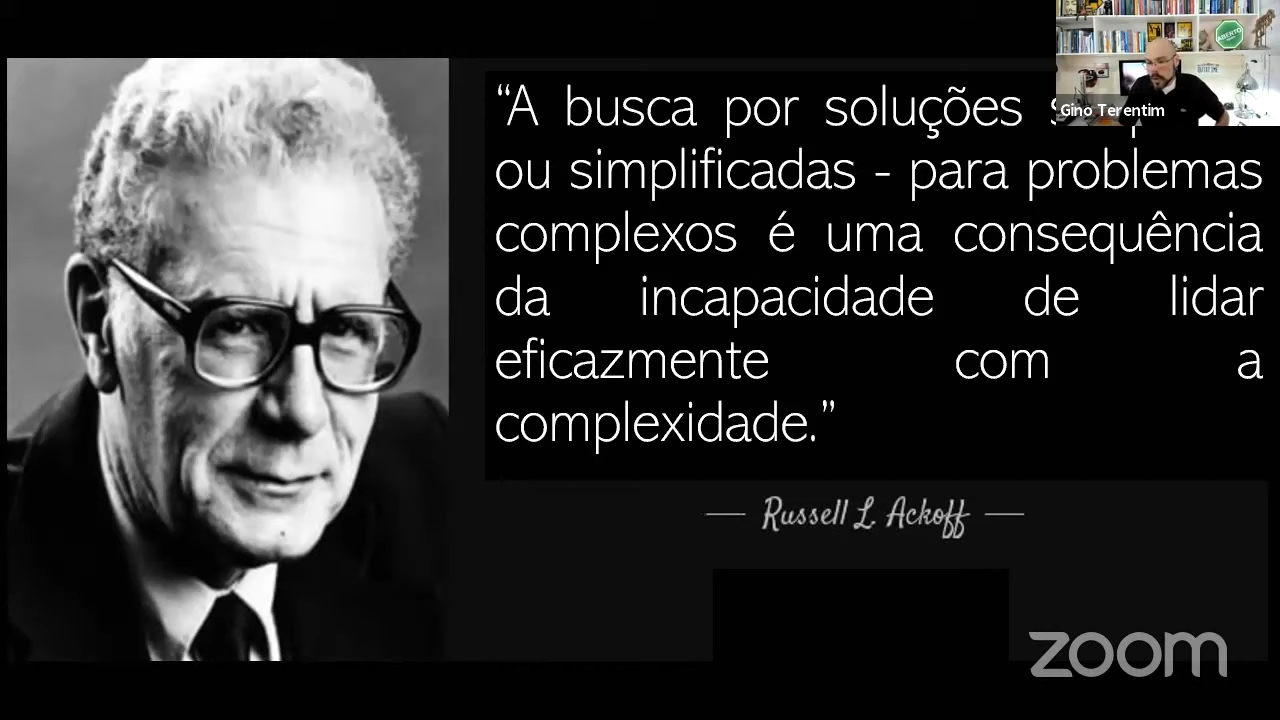 “A busca por soluções
ou simplificadas - para problemas
complexos é uma consequência
da incapacidade de lidar
eficazmente com a
complexidade.”
Russell L. Ackoff
Gino Terentim
ABERTO
zoom